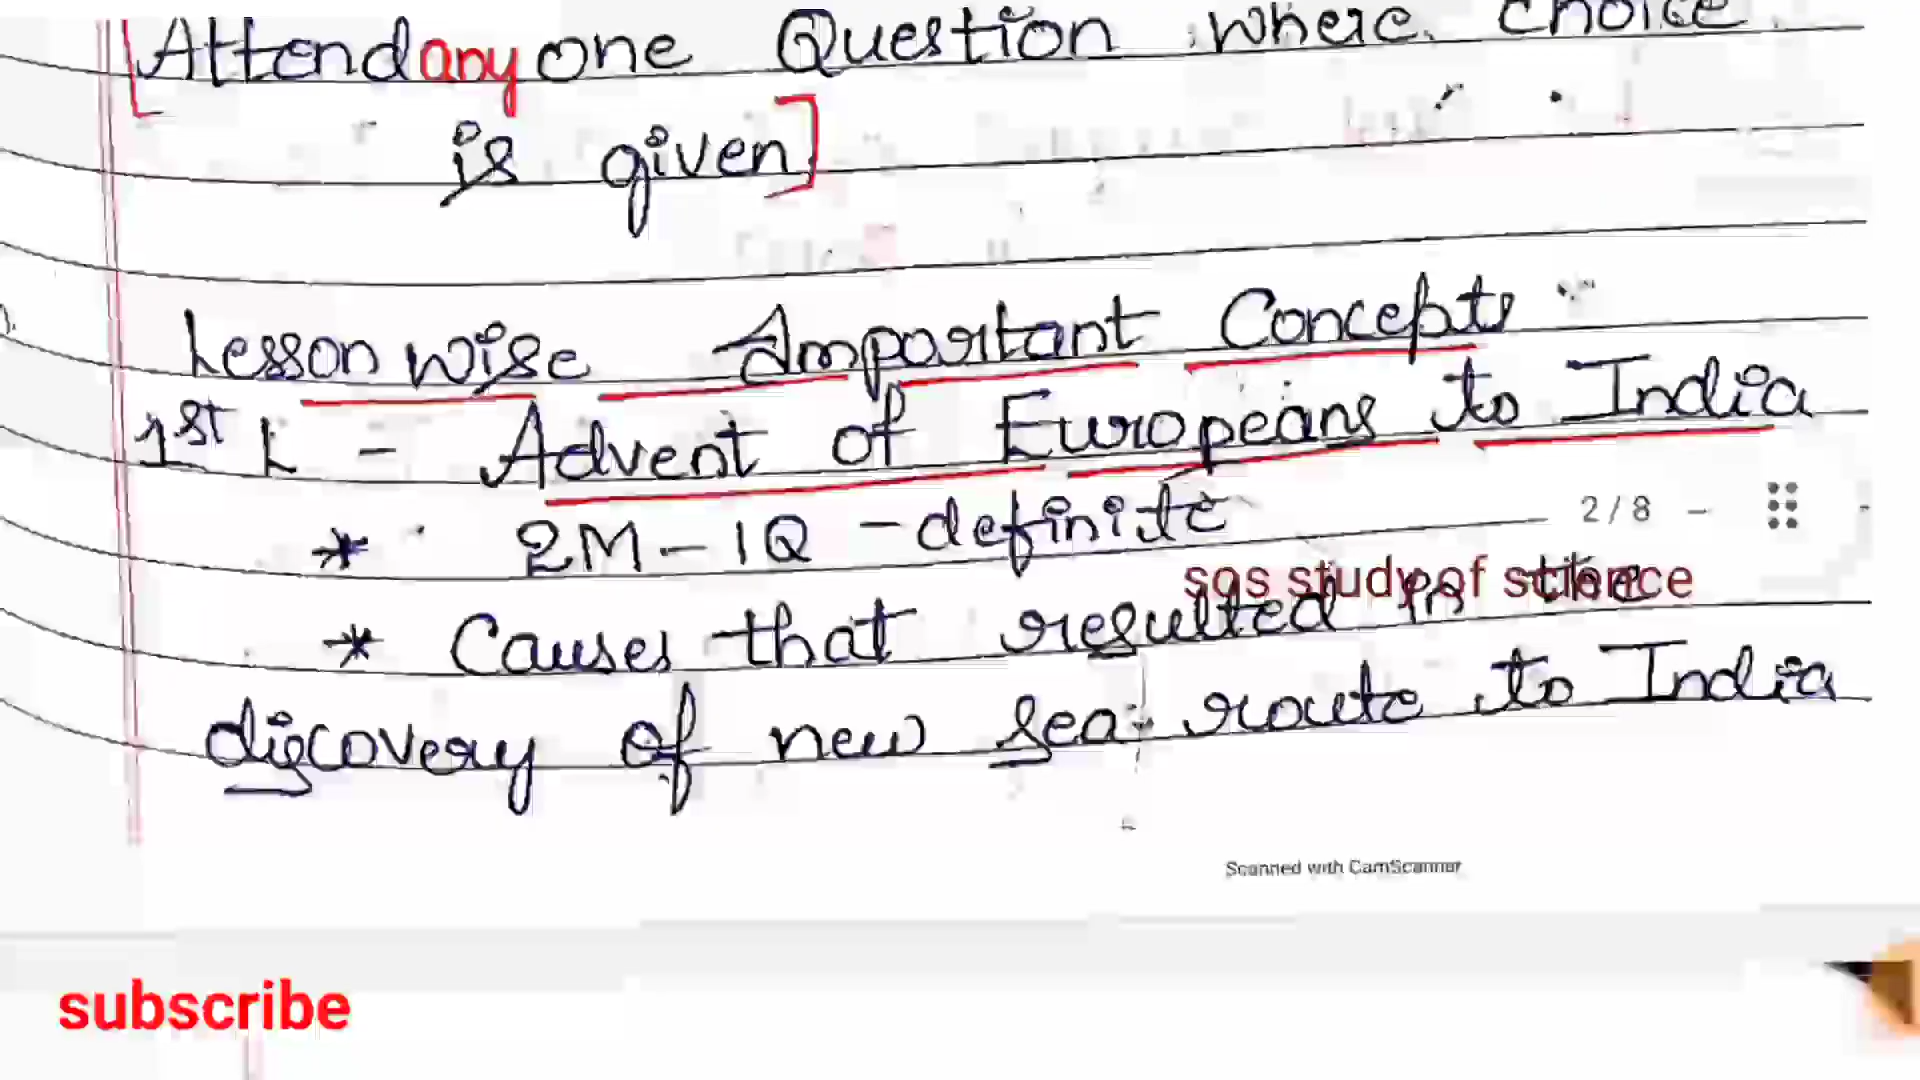 Attend any one Question where choice
is given]
Lesson wise Important Concepts
1st L - Advent of Europeans to India
* 2M - 1Q - definite
2/8
sgs study of science
* Causes that resulted in the
discovery of new sea route to India
Scanned with CamScanner
subscribe